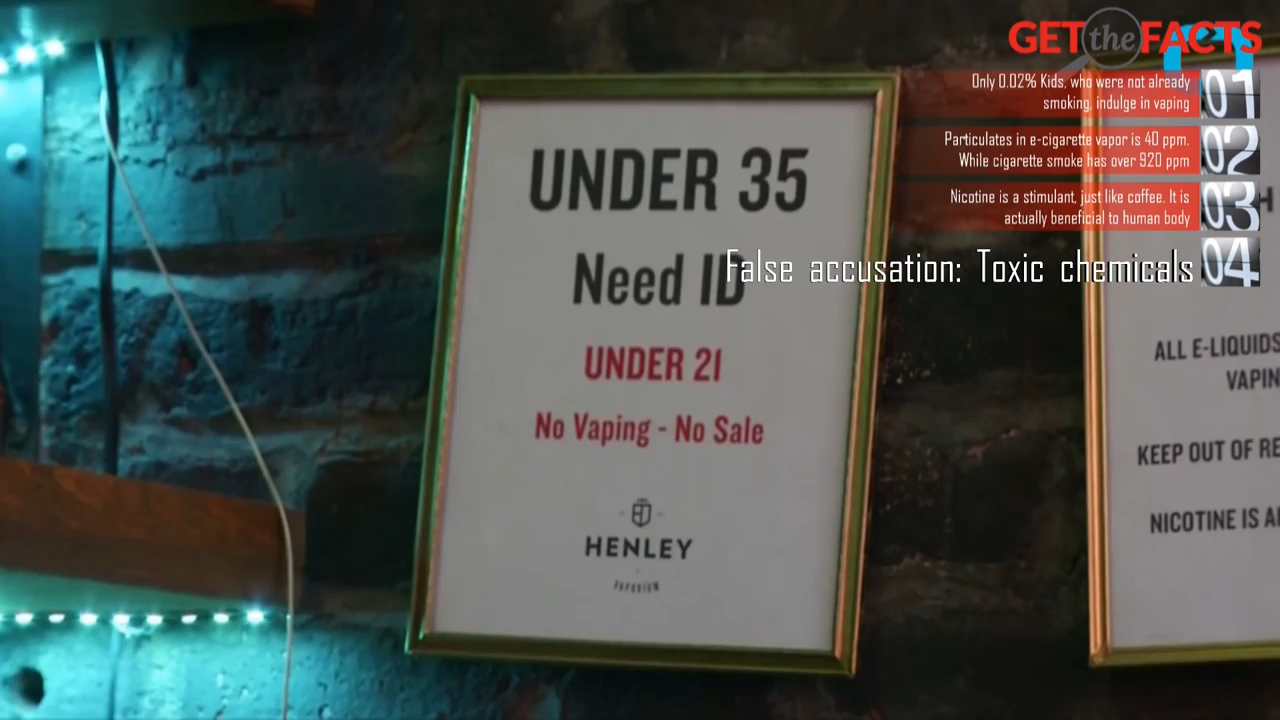 GET the FACTS
Only 0.02% Kids, who were not already
smoking, indulge in vaping
01
Particulates in e-cigarette vapor is 40 ppm.
While cigarette smoke has over 920 ppm
02
Nicotine is a stimulant, just like coffee. It is
actually beneficial to human body
03
False accusation: Toxic chemicals
04
UNDER 35
Need ID
UNDER 21
No Vaping - No Sale
HENLEY
VAPORIUM
ALL E-LIQUIDS
KEEP OUT OF
NICOTINE IS